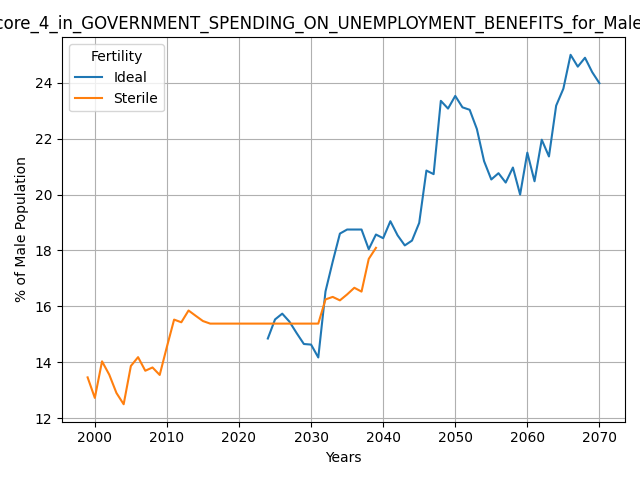 core_4_in_GOVERNMENT_SPENDING_ON_UNEMPLOYMENT_BENEFITS_for_Male
Fertility
Ideal
Sterile
% of Male Population
24
22
20
18
16
14
12
2000 2010 2020 2030 2040 2050 2060 2070
Years